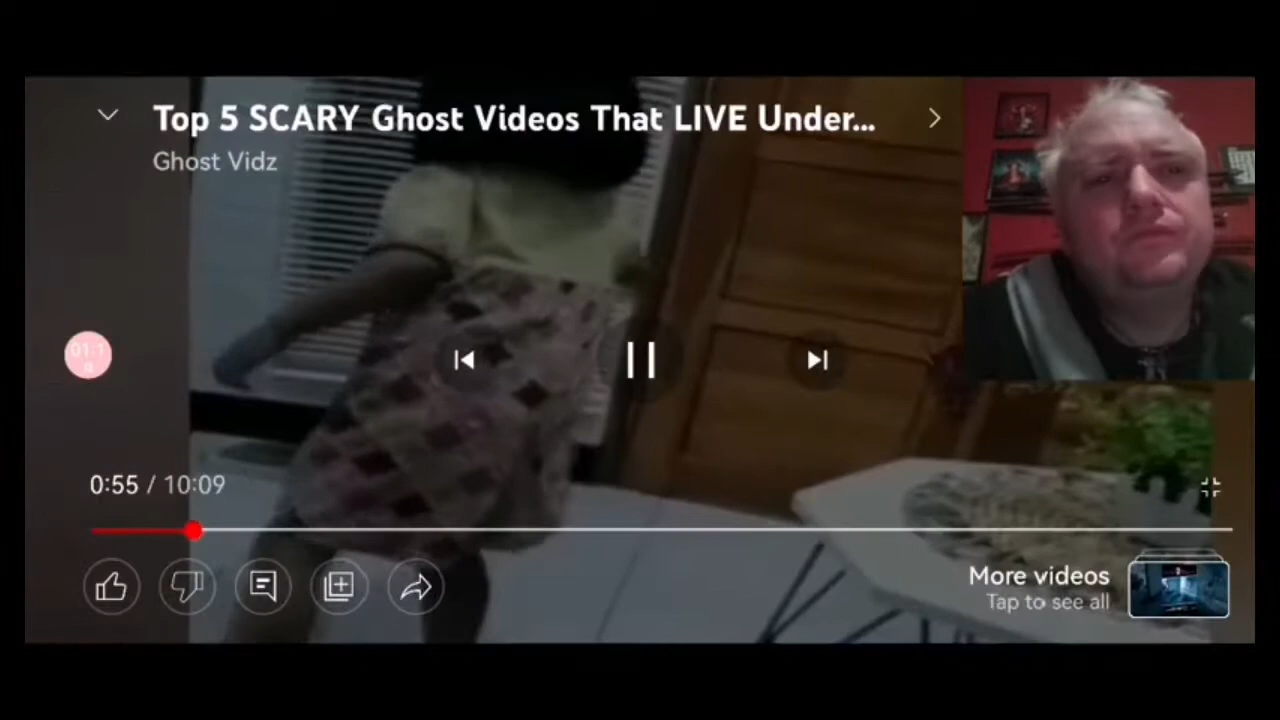 Top 5 SCARY Ghost Videos That LIVE Under...
Ghost Vidz
0:55 / 10:09
More videos
Tap to see all